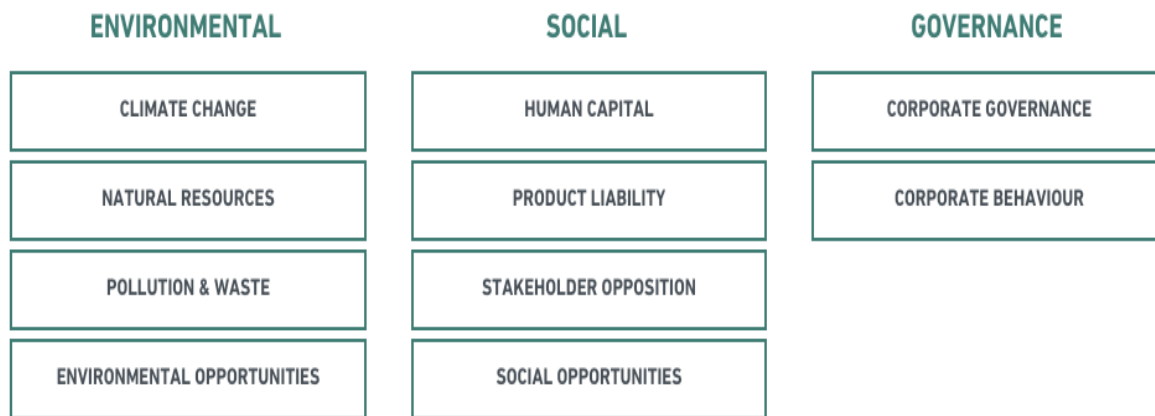 ENVIRONMENTAL
CLIMATE CHANGE
NATURAL RESOURCES
POLLUTION & WASTE
ENVIRONMENTAL OPPORTUNITIES
SOCIAL
HUMAN CAPITAL
PRODUCT LIABILITY
STAKEHOLDER OPPOSITION
SOCIAL OPPORTUNITIES
GOVERNANCE
CORPORATE GOVERNANCE
CORPORATE BEHAVIOUR